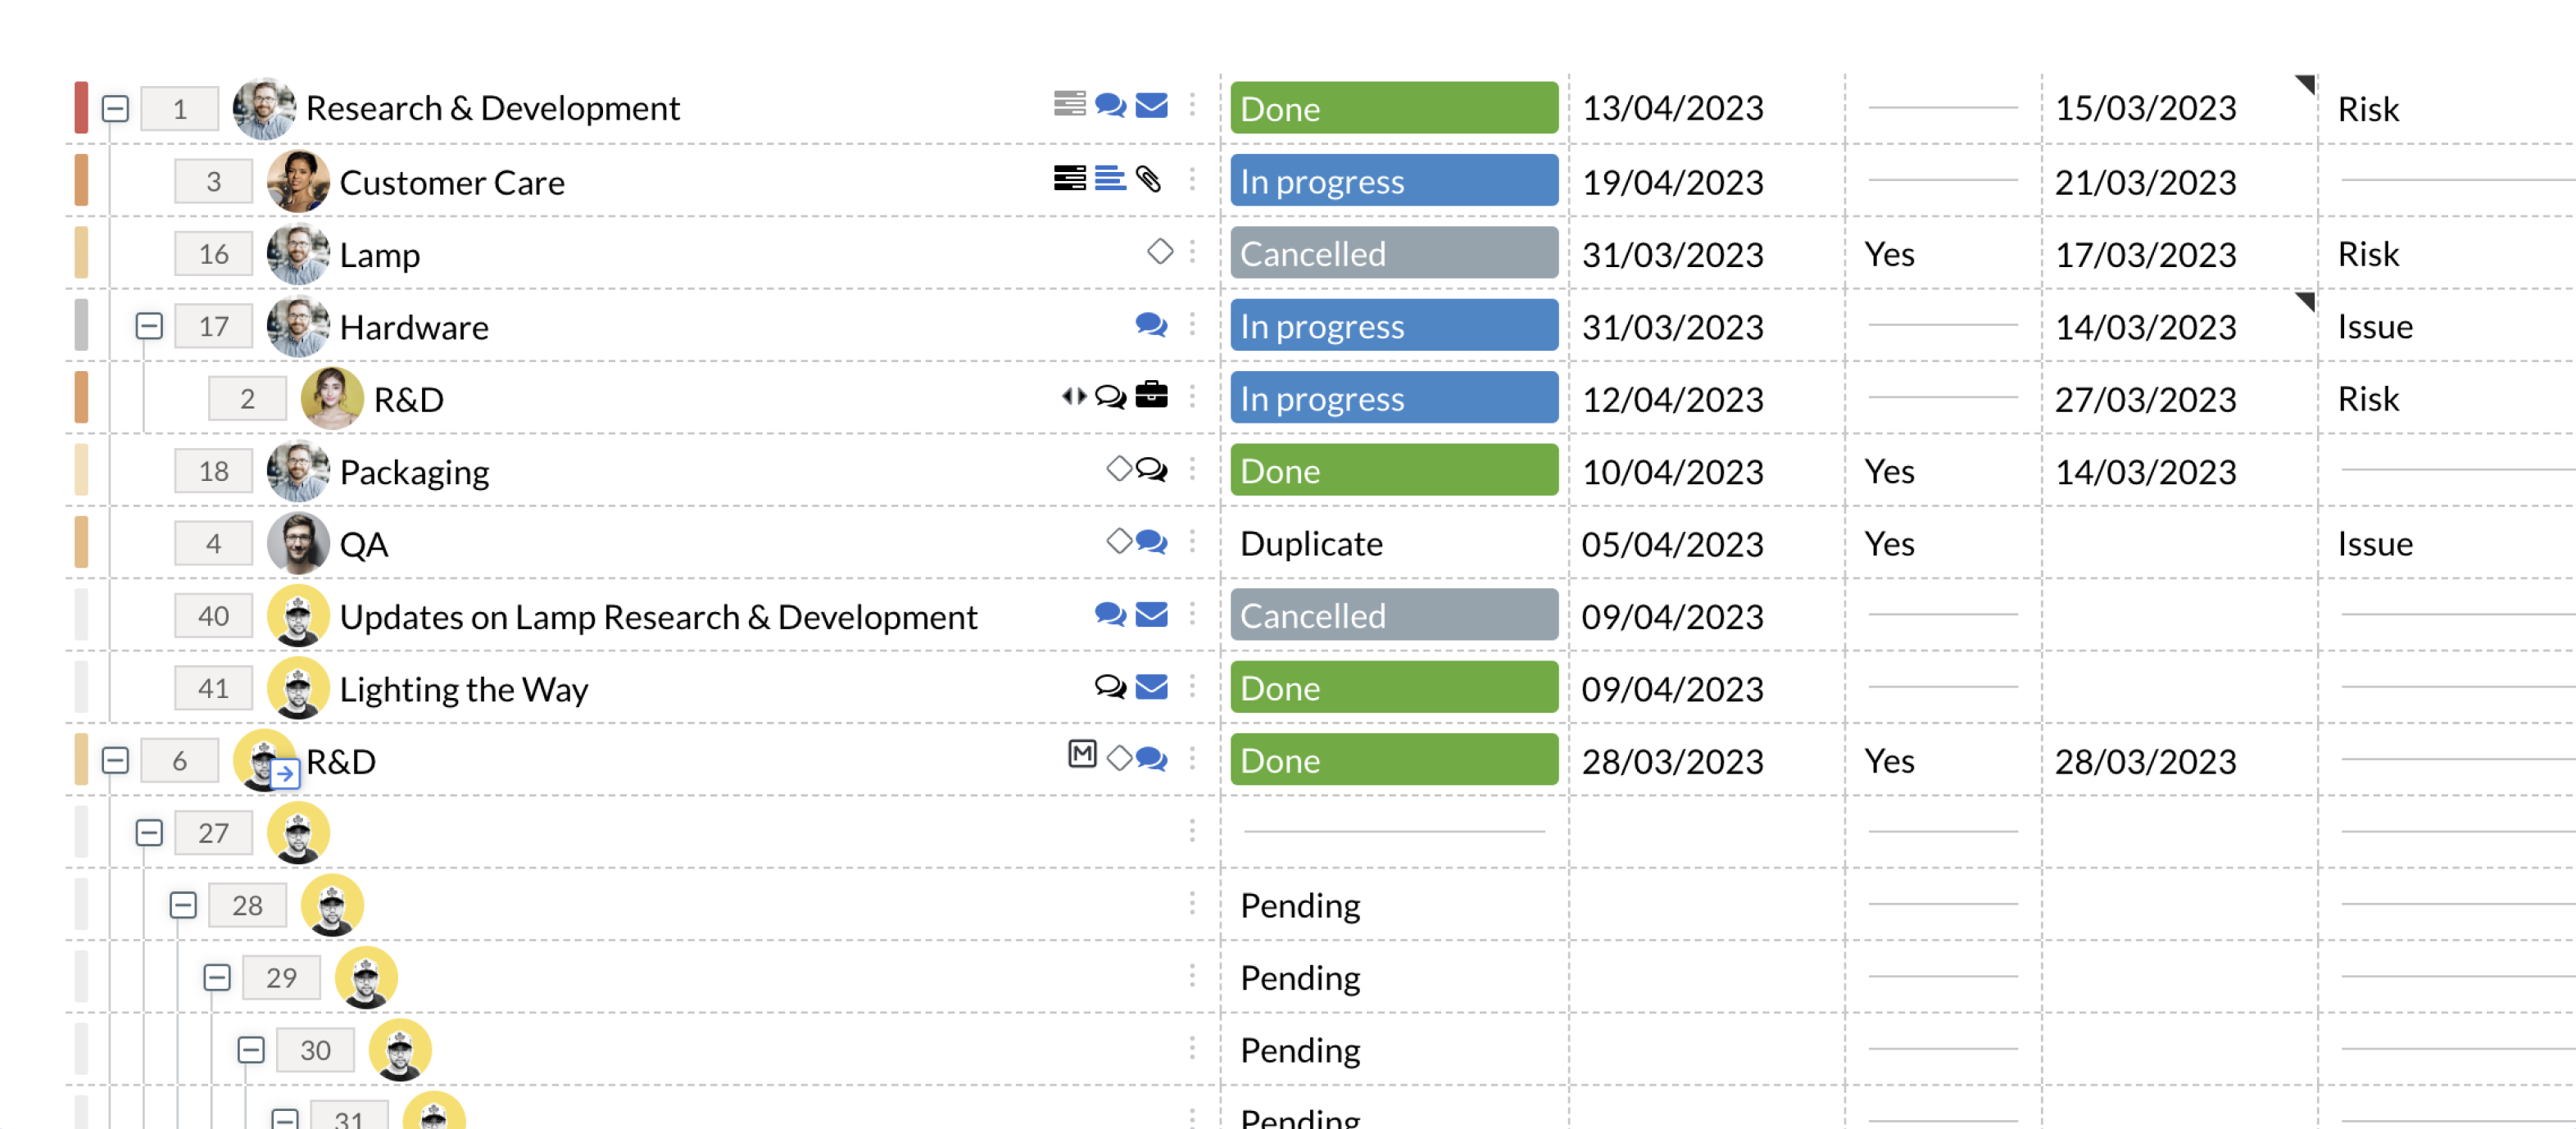 1 Research & Development Done 13/04/2023 15/03/2023 Risk
3 Customer Care In progress 19/04/2023 21/03/2023
16 Lamp Cancelled 31/03/2023 Yes 17/03/2023 Risk
17 Hardware In progress 31/03/2023 14/03/2023 Issue
2 R&D In progress 12/04/2023 27/03/2023 Risk
18 Packaging Done 10/04/2023 Yes 14/03/2023
4 QA Duplicate 05/04/2023 Yes Issue
40 Updates on Lamp Research & Development Cancelled 09/04/2023
41 Lighting the Way Done 09/04/2023
6 R&D M Done 28/03/2023 Yes 28/03/2023
27
28 Pending
29 Pending
30 Pending
31 Pending